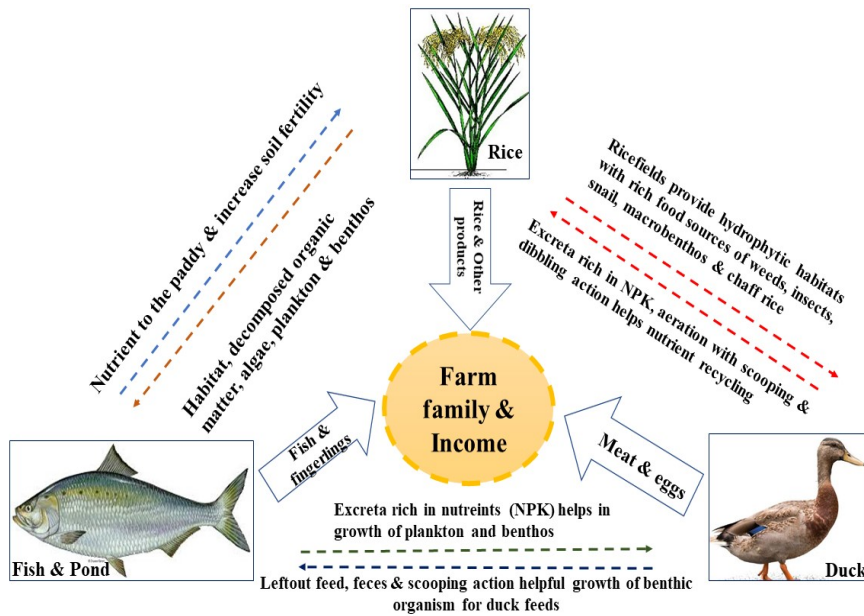 Rice
Nutrient to the paddy & increase soil fertility
Habitat, decomposed organic
matter, algae, plankton & benthos
Rice & Other
products
Ricefields provide hydrophytic habitats
with rich food sources of weeds, insects,
snail, macrobenthos & chaff rice
Excreta rich in NPK, aeration with scooping &
dibbling action helps nutrient recycling
Farm
family &
Income
Fish &
fingerlings
Meat & eggs
Fish & Pond
Excreta rich in nutreints (NPK) helps in
growth of plankton and benthos
Leftout feed, feces & scooping action helpful growth of benthic
organism for duck feeds
Duck